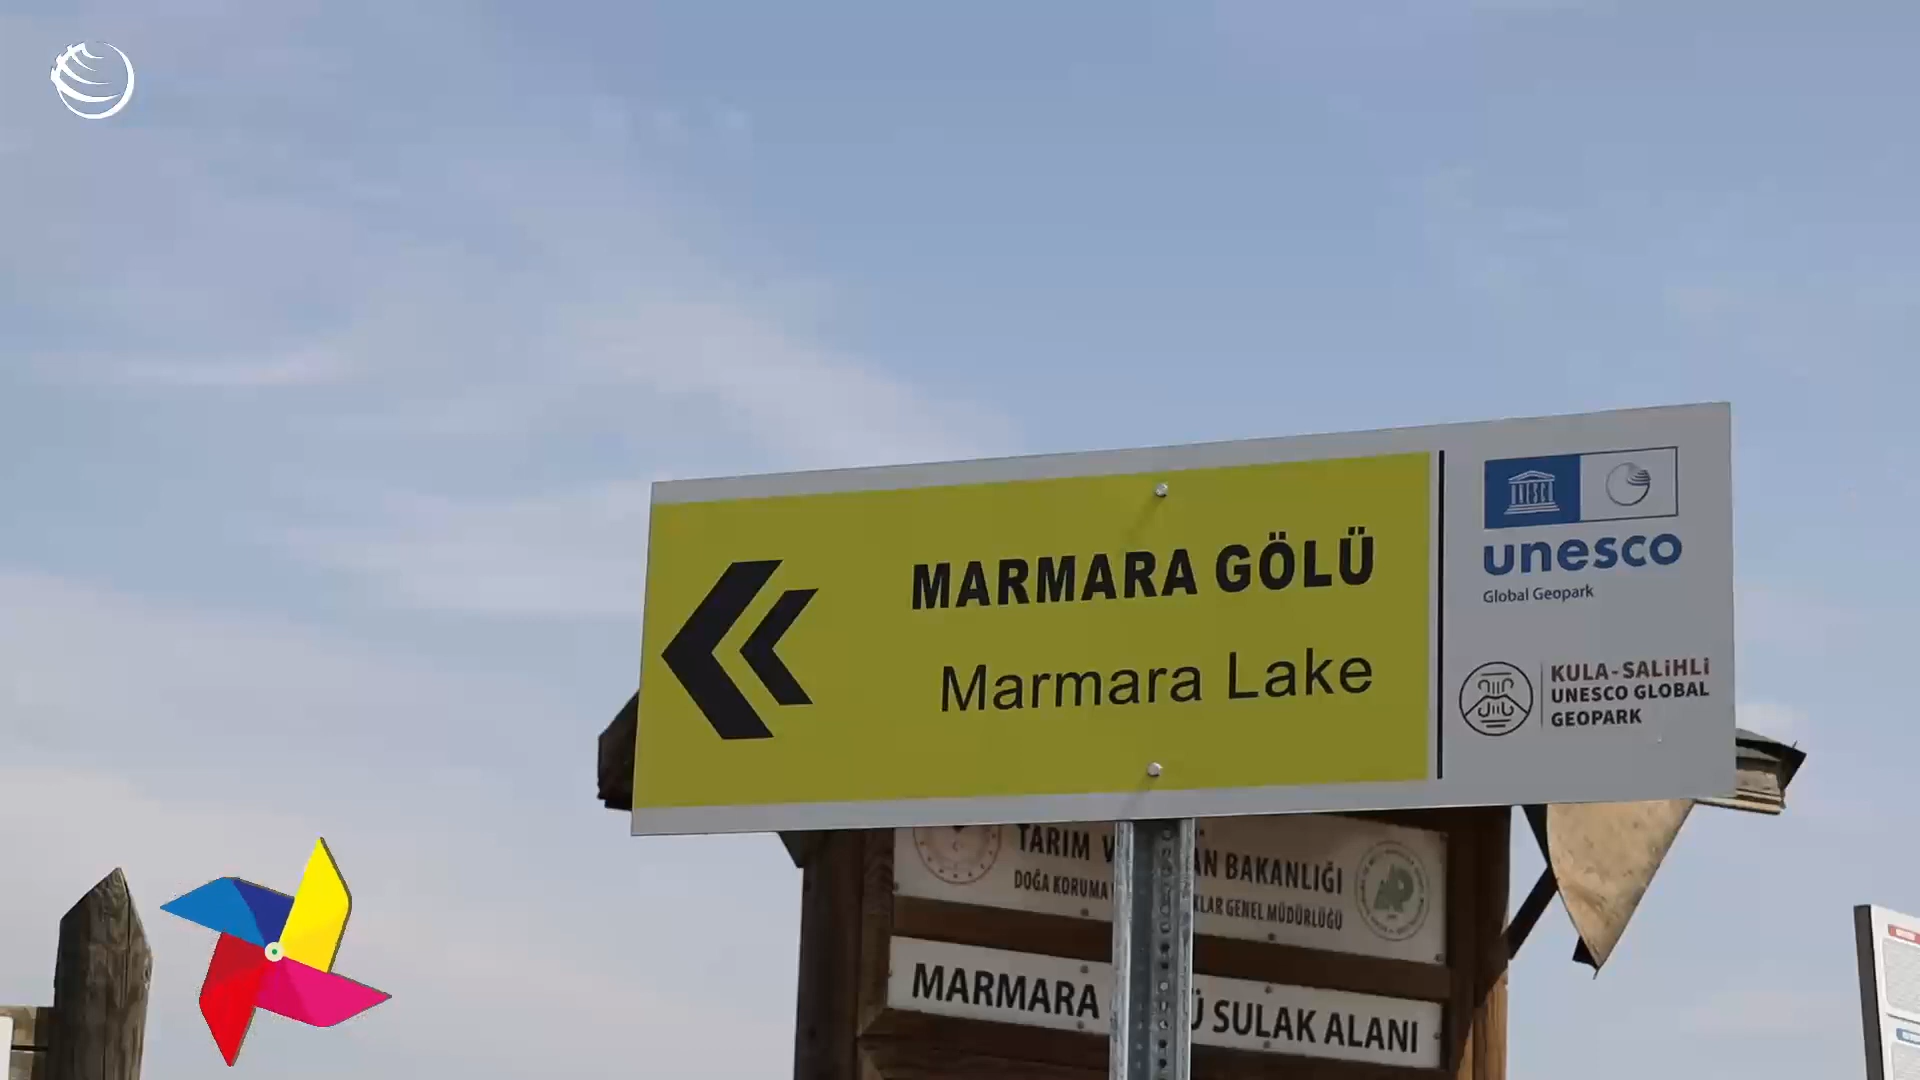 MARMARA GÖLÜ
Marmara Lake
UNESCO
unesco
Global Geopark
KULA-SALİHLİ
UNESCO GLOBAL
GEOPARK
TARIM V AN BAKANLIĞI
DOĞA KORUMA KLAR GENEL MÜDÜRLÜĞÜ
MARMARA Ü SULAK ALANI